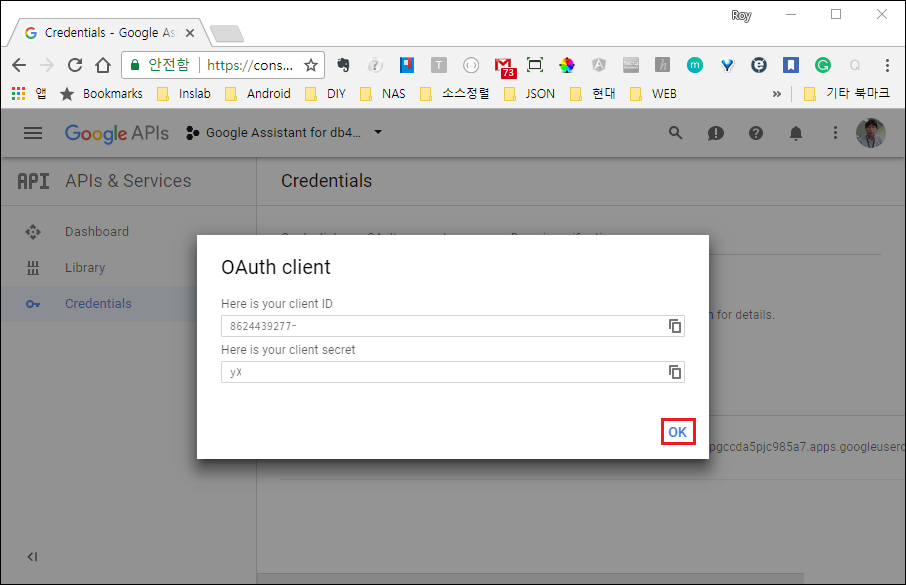 Roy
Credentials - Google As
안전함 https://cons...
73
앱 Bookmarks Inslab Android DIY NAS 소스정렬 JSON 현대 WEB » 기타 북마크
Google APIs Google Assistant for db4...
API APIs & Services Credentials
Dashboard
Library
Credentials
OAuth client
Here is your client ID
8624439277-
for details.
Here is your client secret
yX
OK
pgccda5pjc985a7.apps.googleuserc